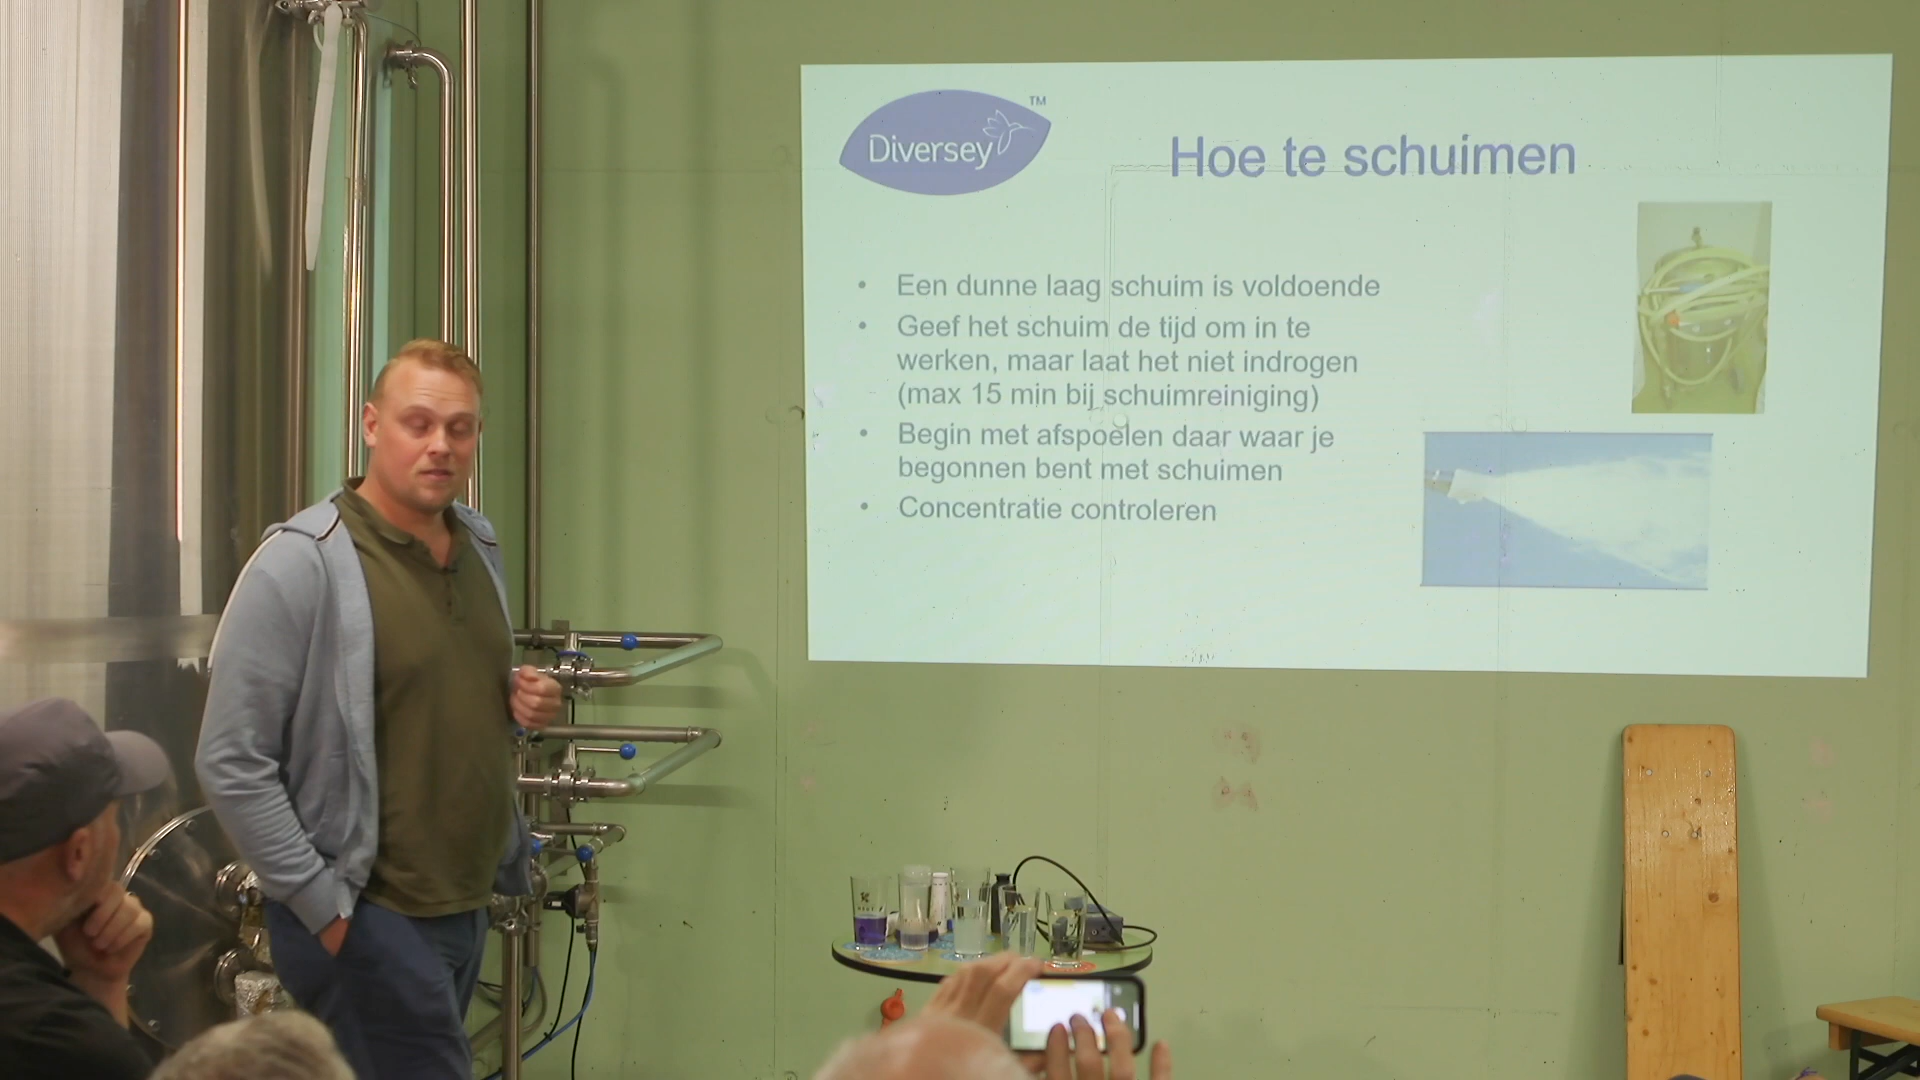 Diversey
TM
Hoe te schuimen
• Een dunne laag schuim is voldoende
• Geef het schuim de tijd om in te
werken, maar laat het niet indrogen
(max 15 min bij schuimreiniging)
• Begin met afspoelen daar waar je
begonnen bent met schuimen
• Concentratie controleren